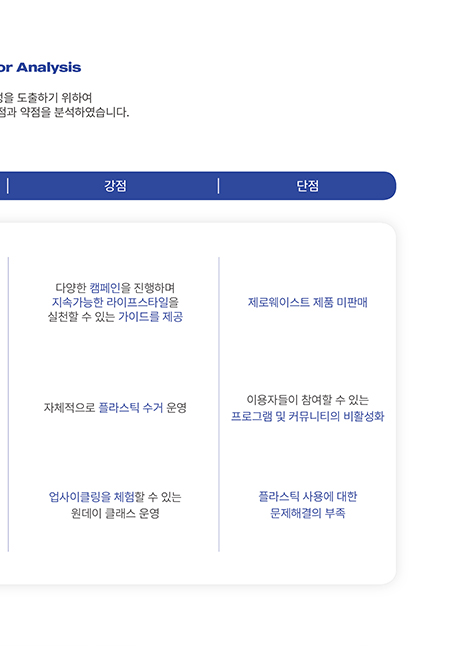 or Analysis
성을 도출하기 위하여
점과 약점을 분석하였습니다.
강점
단점
다양한 캠페인을 진행하며
지속가능한 라이프스타일을
실천할 수 있는 가이드를 제공
제로웨이스트 제품 미판매
자체적으로 플라스틱 수거 운영
이용자들이 참여할 수 있는
프로그램 및 커뮤니티의 비활성화
업사이클링을 체험할 수 있는
원데이 클래스 운영
플라스틱 사용에 대한
문제해결의 부족